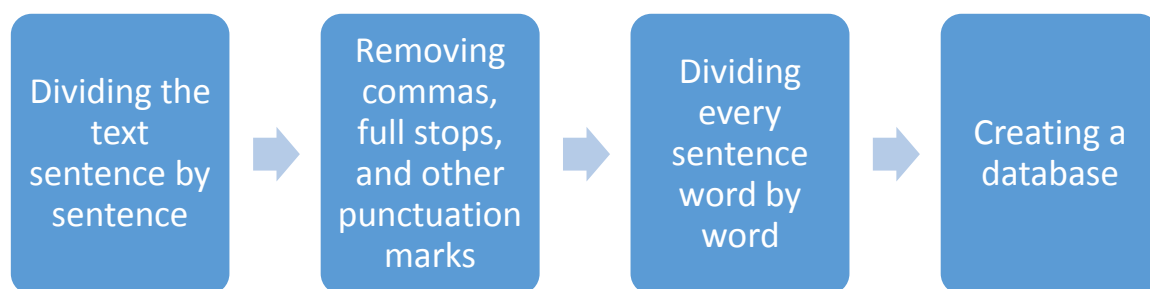 Dividing the
text
sentence by
sentence
Removing
commas,
full stops,
and other
punctuation
marks
Dividing
every
sentence
word by
word
Creating a
database